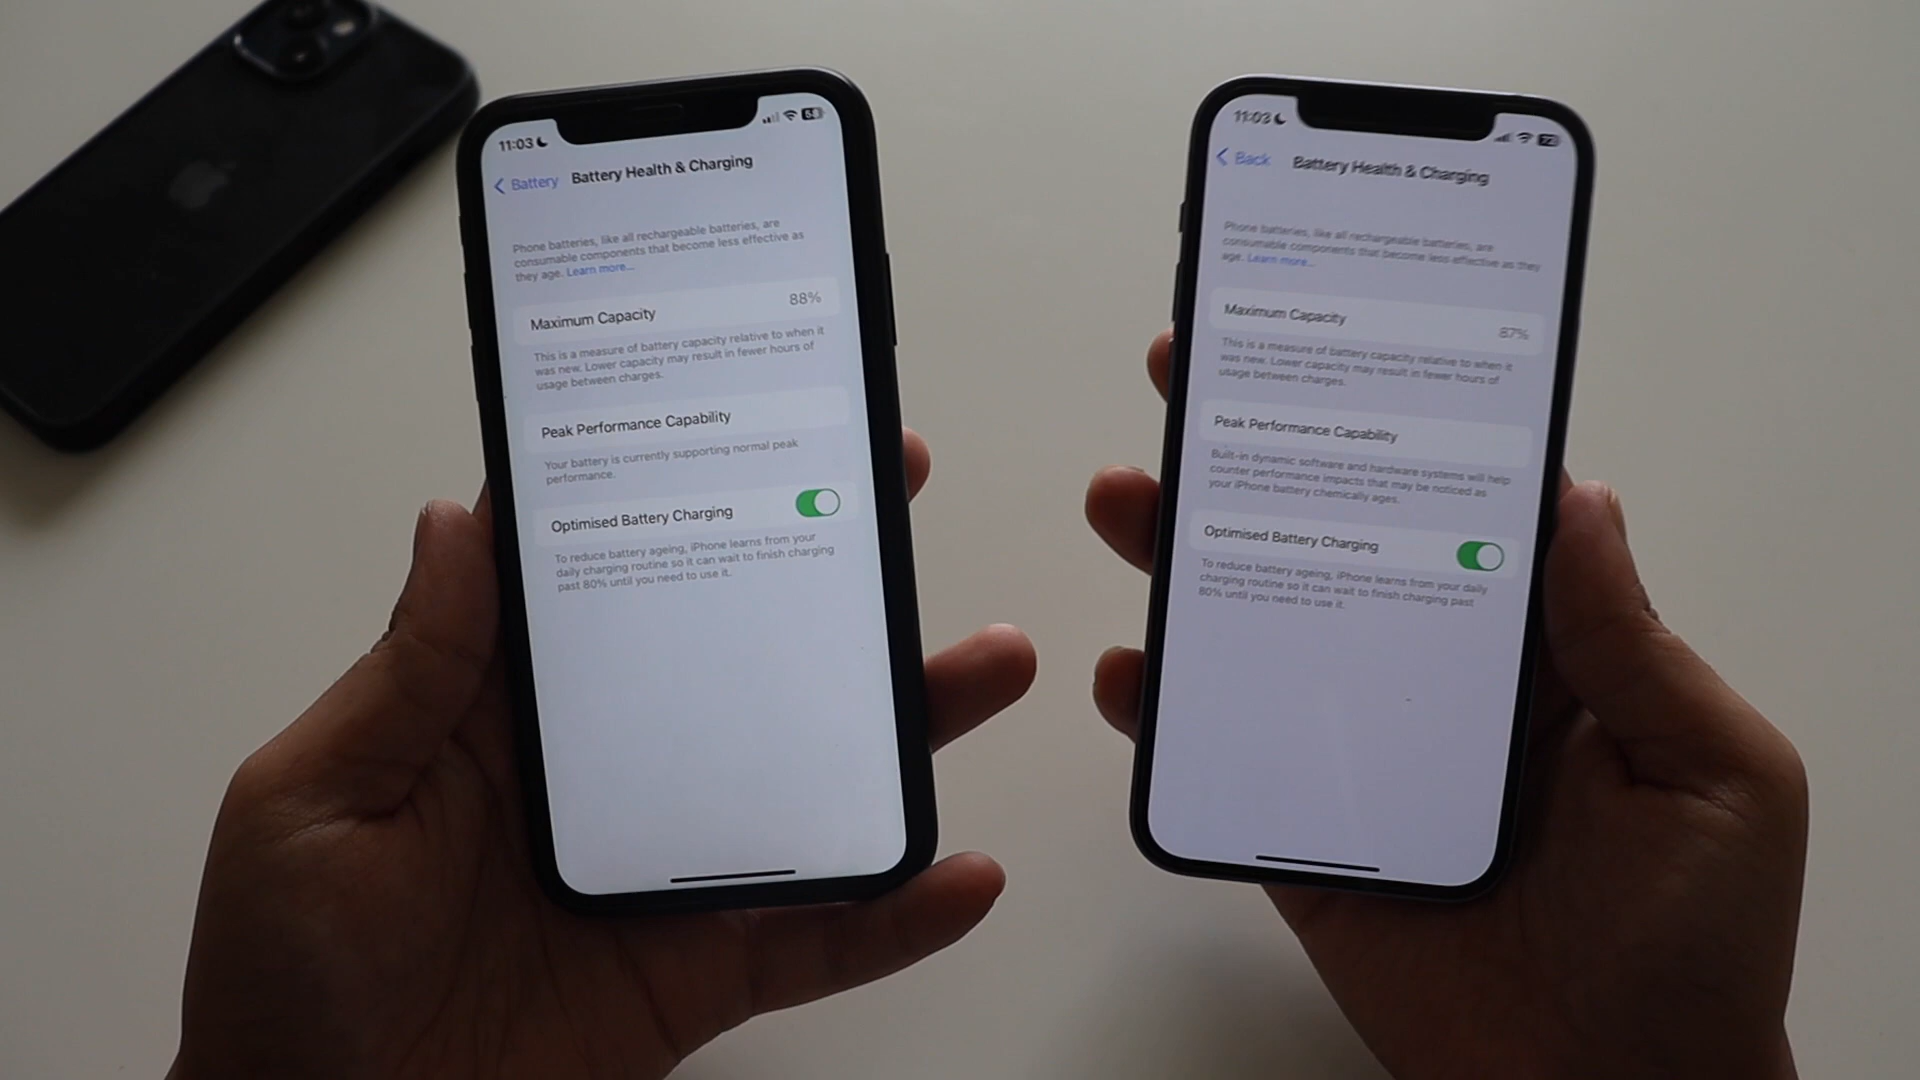 11:03
Battery
Battery Health & Charging
Phone batteries, like all rechargeable batteries, are
consumable components that become less effective as
they age. Learn more...
Maximum Capacity
88%
This is a measure of battery capacity relative to when it
was new. Lower capacity may result in fewer hours of
usage between charges.
Peak Performance Capability
Your battery is currently supporting normal peak
performance.
Optimised Battery Charging
To reduce battery ageing, iPhone learns from your
daily charging routine so it can wait to finish charging
past 80% until you need to use it.
11:03
Back
Battery Health & Charging
Phone batteries, like all rechargeable batteries, are
consumable components that become less effective as they
age. Learn more...
Maximum Capacity
87%
This is a measure of battery capacity relative to when it
was new. Lower capacity may result in fewer hours of
usage between charges.
Peak Performance Capability
Built-in dynamic software and hardware systems will help
counter performance impacts that may be noticed as
your iPhone battery chemically ages.
Optimised Battery Charging
To reduce battery ageing, iPhone learns from your daily
charging routine so it can wait to finish charging past
80% until you need to use it.